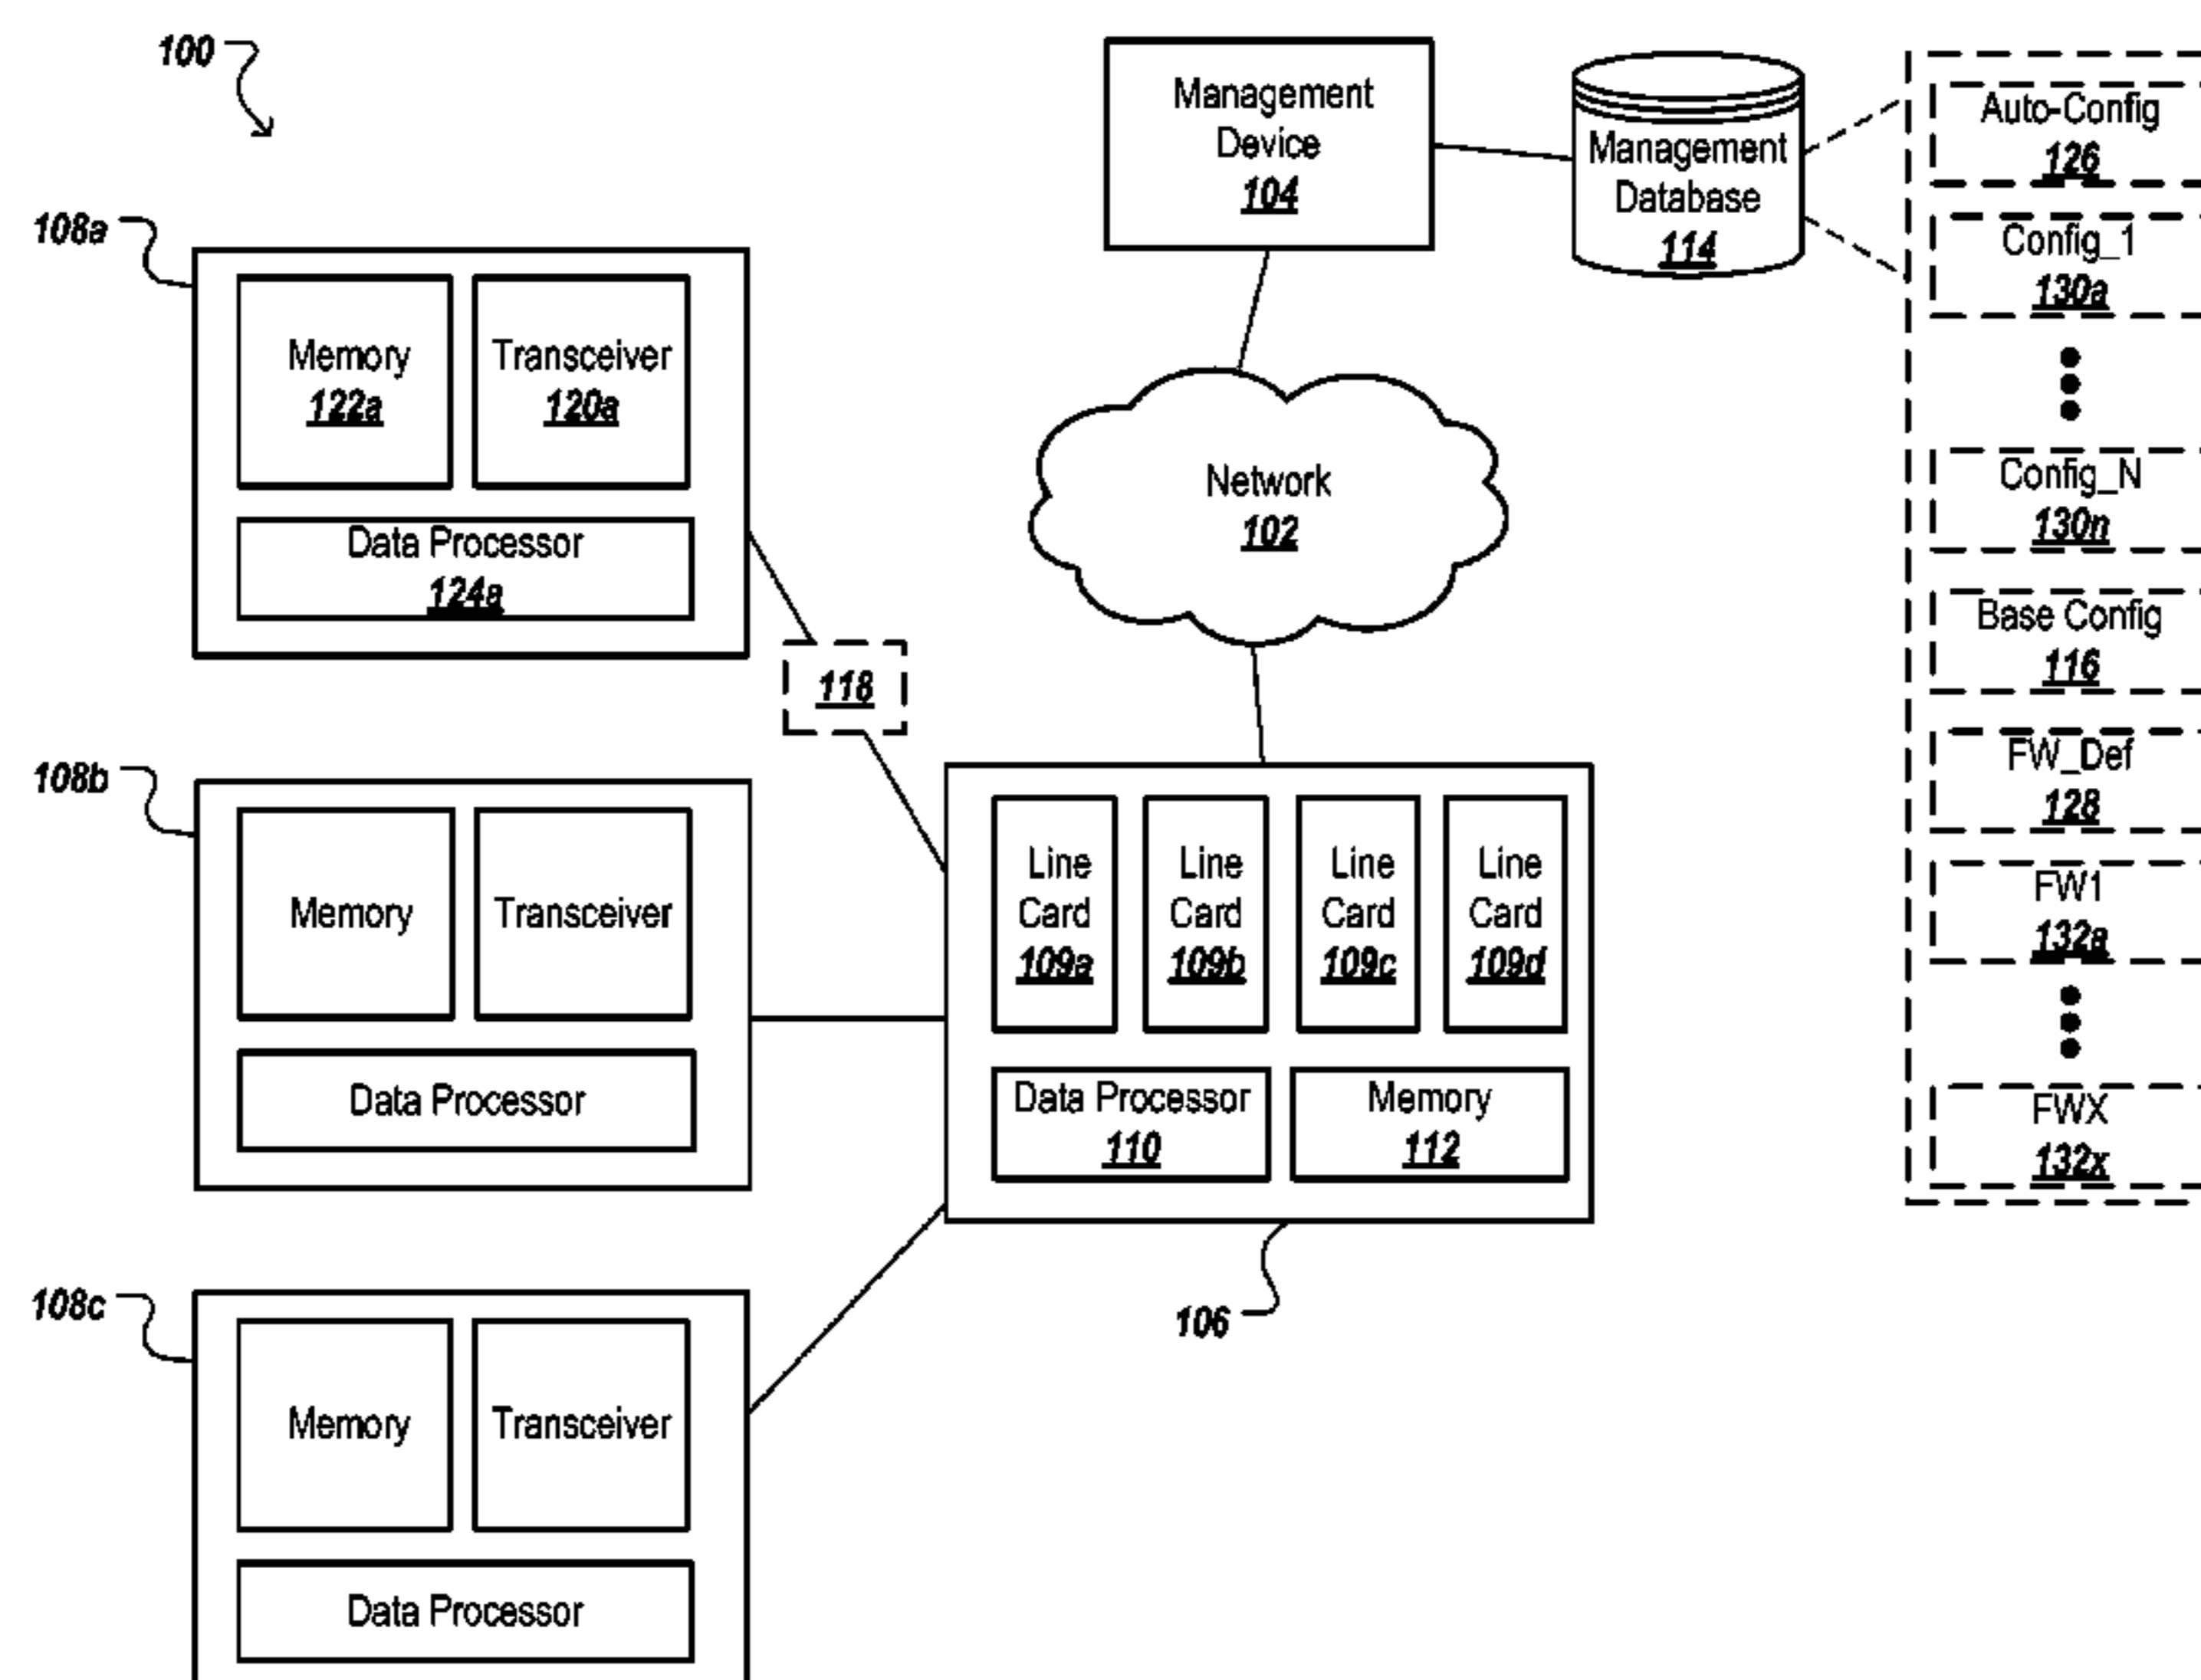 100
Management
Device
104
Management
Database
114
Auto-Config
126
Config_1
130a
Config_N
130n
Base Config
116
FW_Def
128
FW1
132a
FWX
132x
108a
Memory
122a
Transceiver
120a
Data Processor
124a
Network
102
118
108b
Memory
Transceiver
Data Processor
Line
Card
109a
Line
Card
109b
Line
Card
109c
Line
Card
109d
Data Processor
110
Memory
112
106
108c
Memory
Transceiver
Data Processor